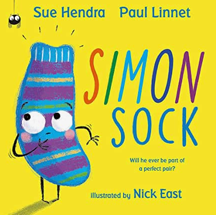 Sue Hendra Paul Linnet
SIMON
SOCK
Will he ever be part
of a perfect pair?
illustrated by Nick East